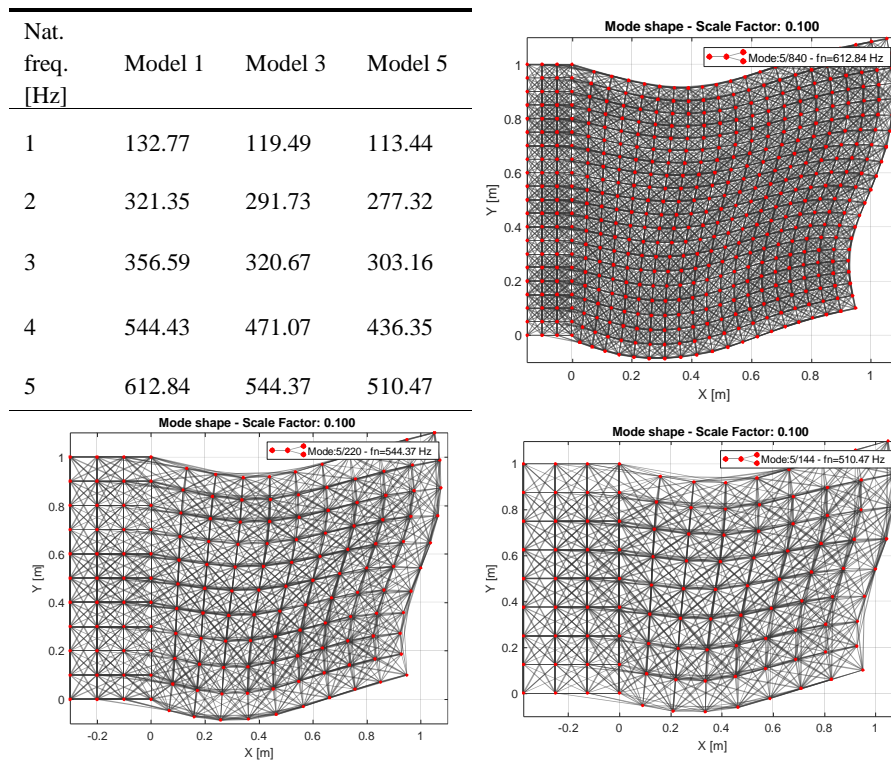 Nat.
freq. Model 1 Model 3 Model 5
[Hz]
1 132.77 119.49 113.44
2 321.35 291.73 277.32
3 356.59 320.67 303.16
4 544.43 471.07 436.35
5 612.84 544.37 510.47
Mode shape - Scale Factor: 0.100
Mode:5/840 - fn=612.84 Hz
1
0.8
0.6
0.4
0.2
0
Y [m]
0 0.2 0.4 0.6 0.8 1
X [m]
Mode shape - Scale Factor: 0.100
Mode:5/220 - fn=544.37 Hz
1
0.8
0.6
0.4
0.2
0
Y [m]
-0.2 0 0.2 0.4 0.6 0.8 1
X [m]
Mode shape - Scale Factor: 0.100
Mode:5/144 - fn=510.47 Hz
1
0.8
0.6
0.4
0.2
0
Y [m]
-0.2 0 0.2 0.4 0.6 0.8 1
X [m]